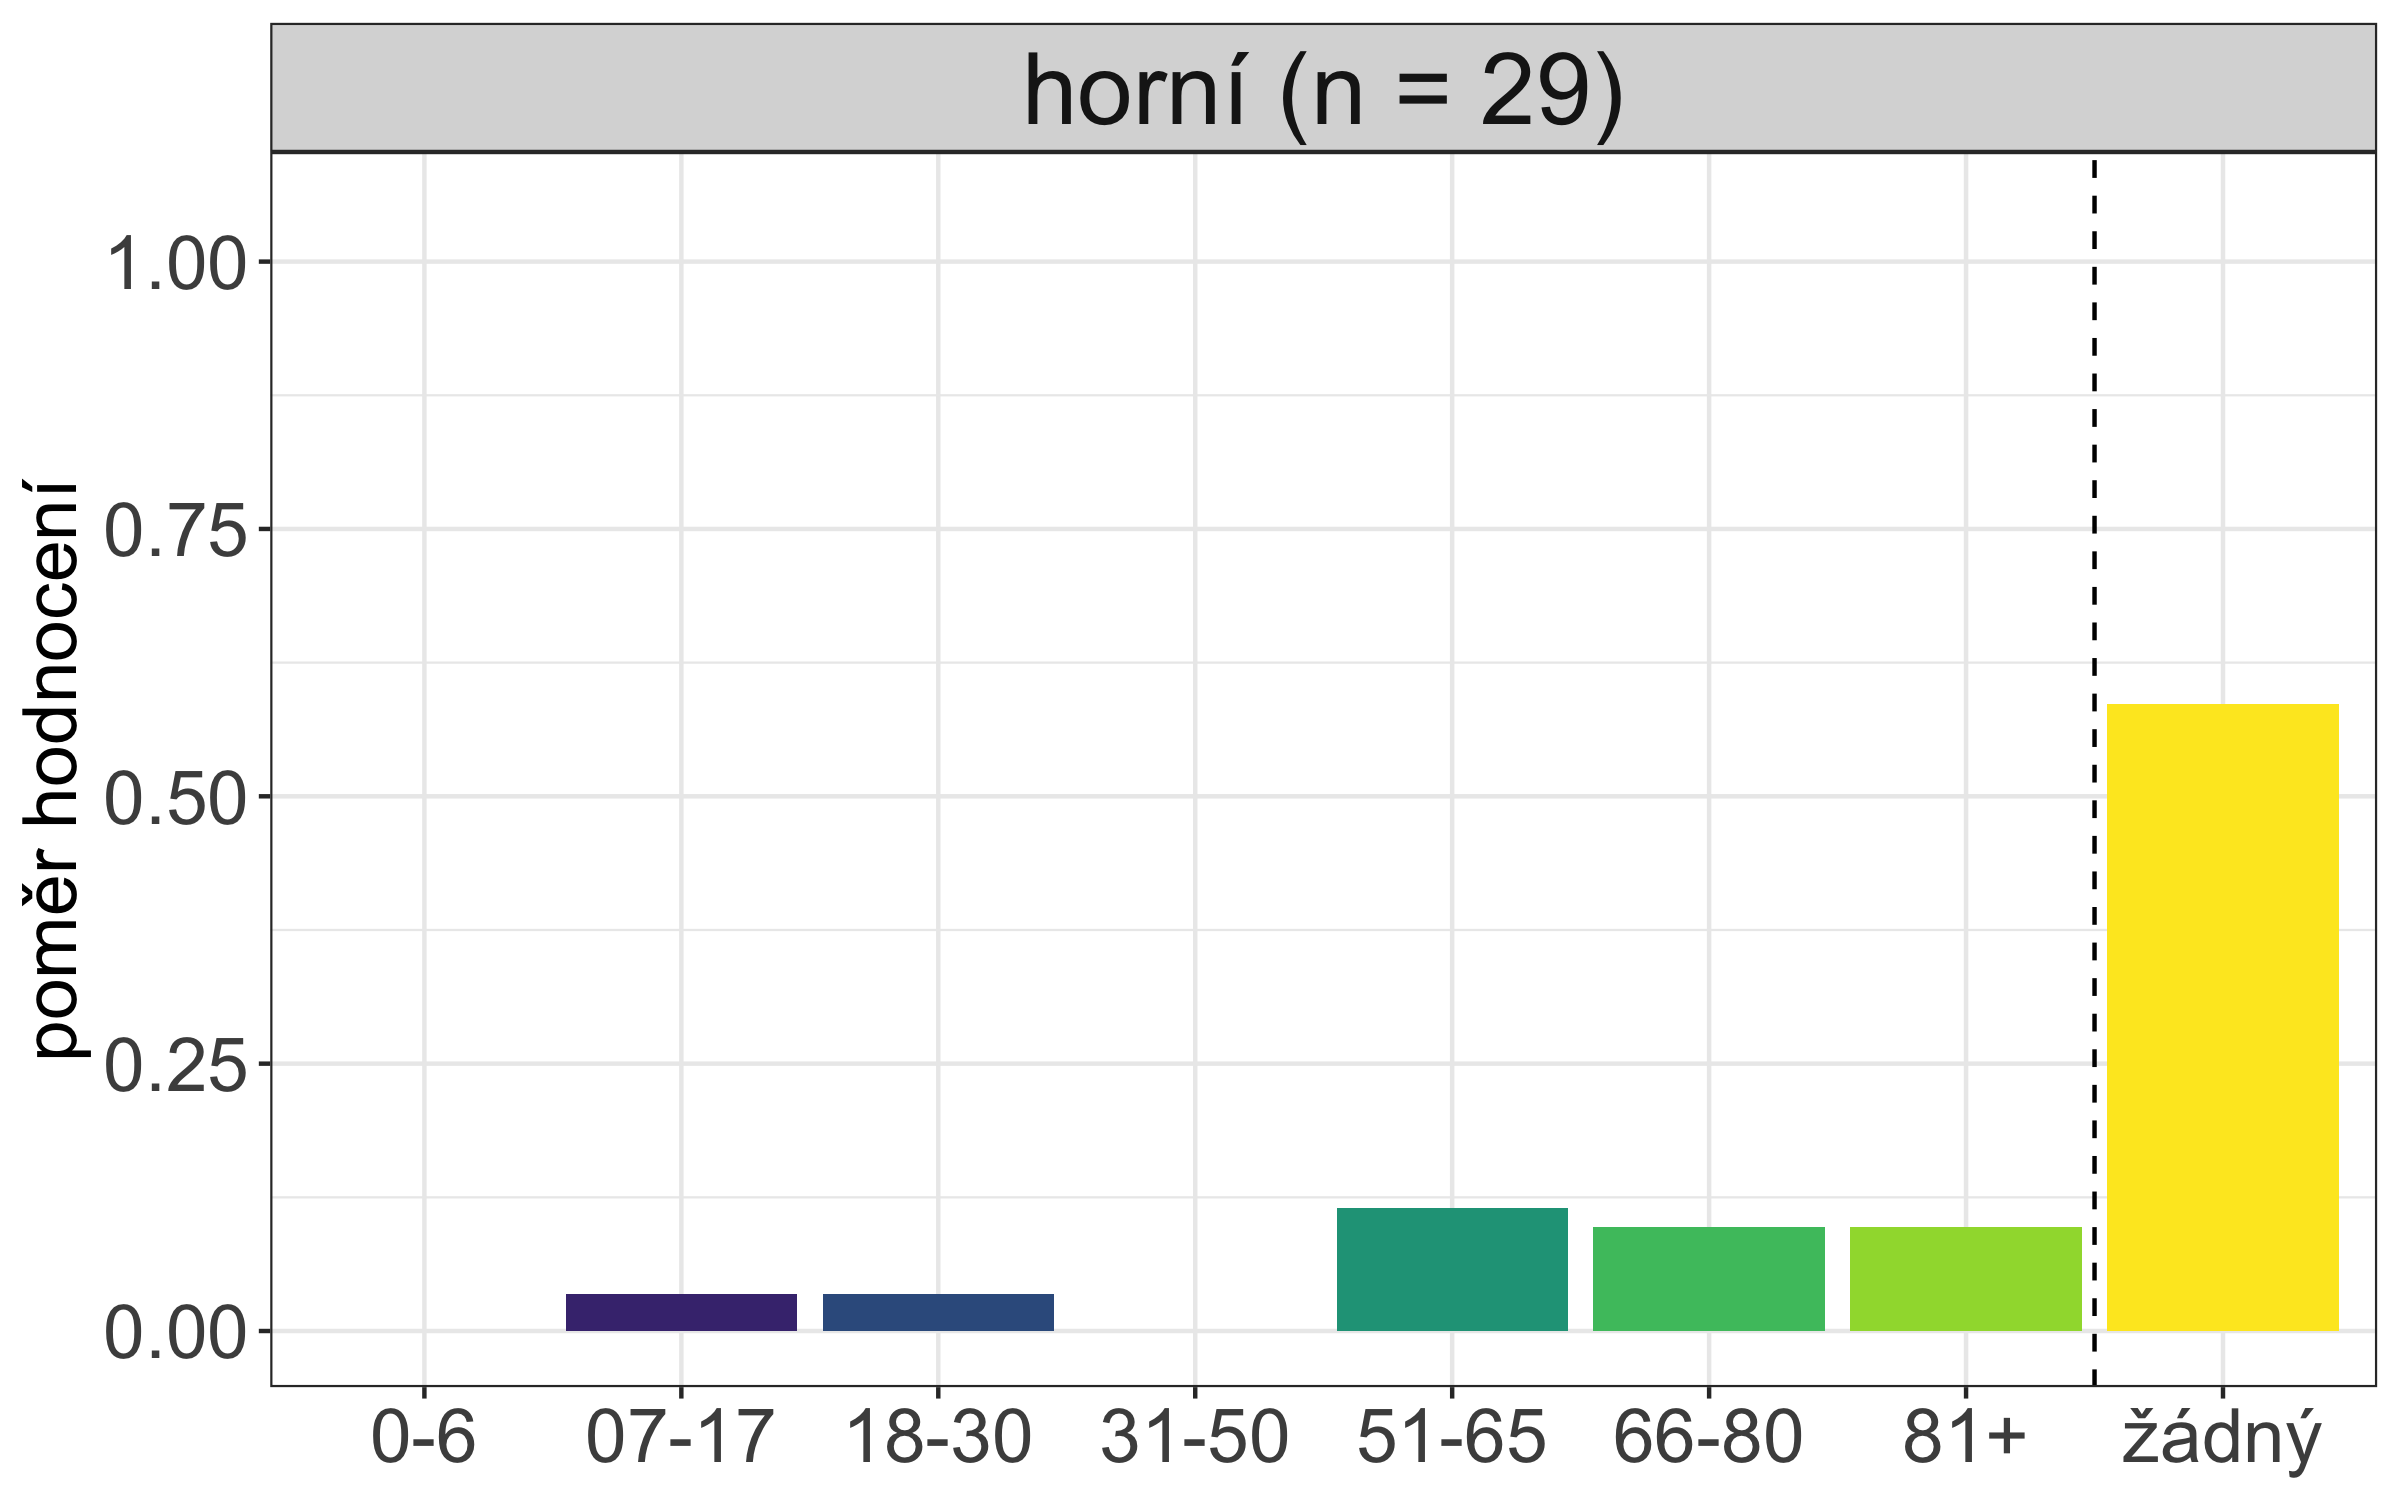 horní (n = 29)
poměr hodnocení
1.00
0.75
0.50
0.25
0.00
0-6 07-17 18-30 31-50 51-65 66-80 81+ žádný